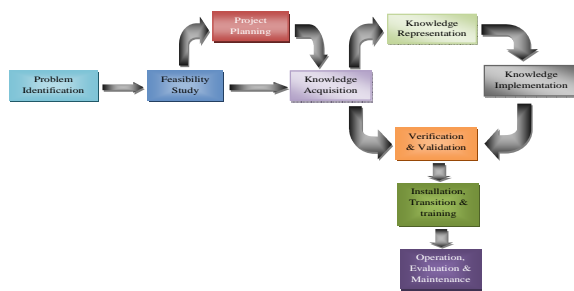 Project
Planning
Knowledge
Representation
Problem
Identification
Feasibility
Study
Knowledge
Acquisition
Knowledge
Implementation
Verification
& Validation
Installation,
Transition &
training
Operation,
Evaluation &
Maintenance